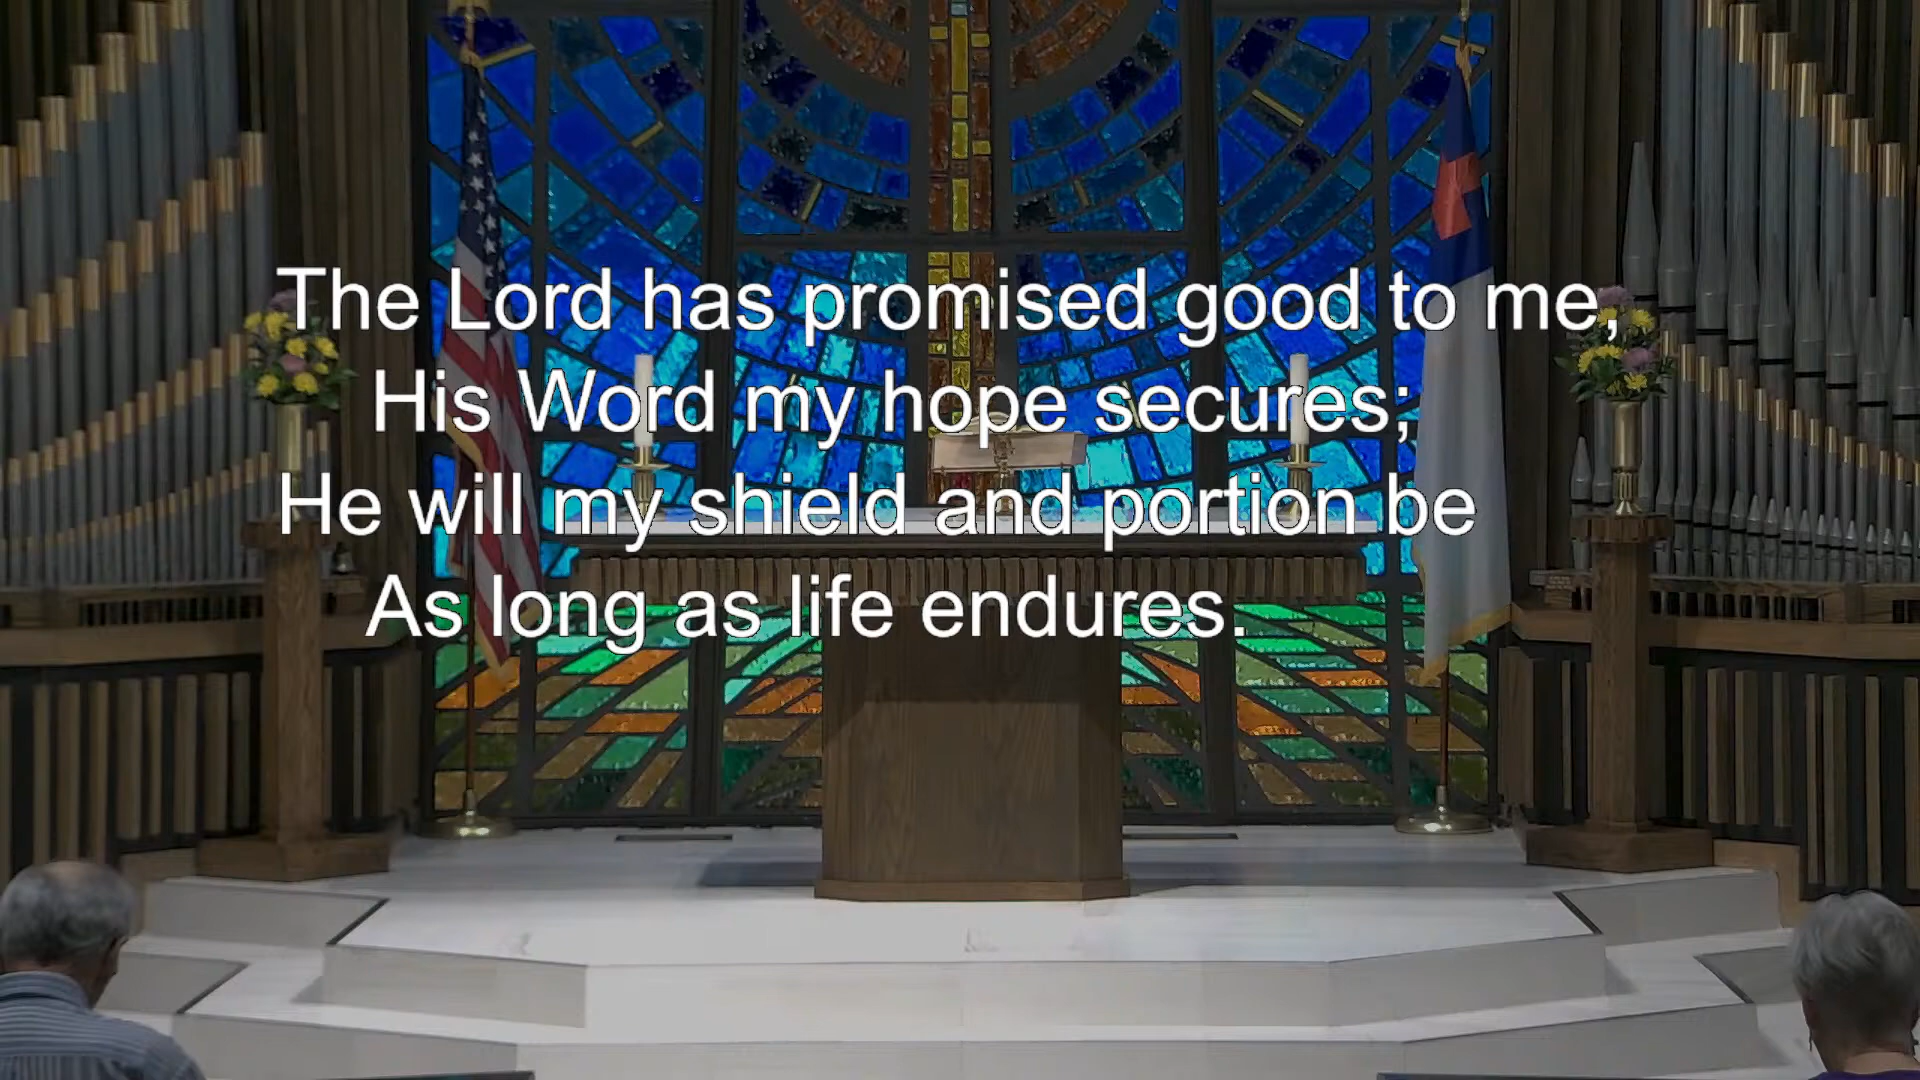 The Lord has promised good to me,
His Word my hope secures;
He will my shield and portion be
As long as life endures.